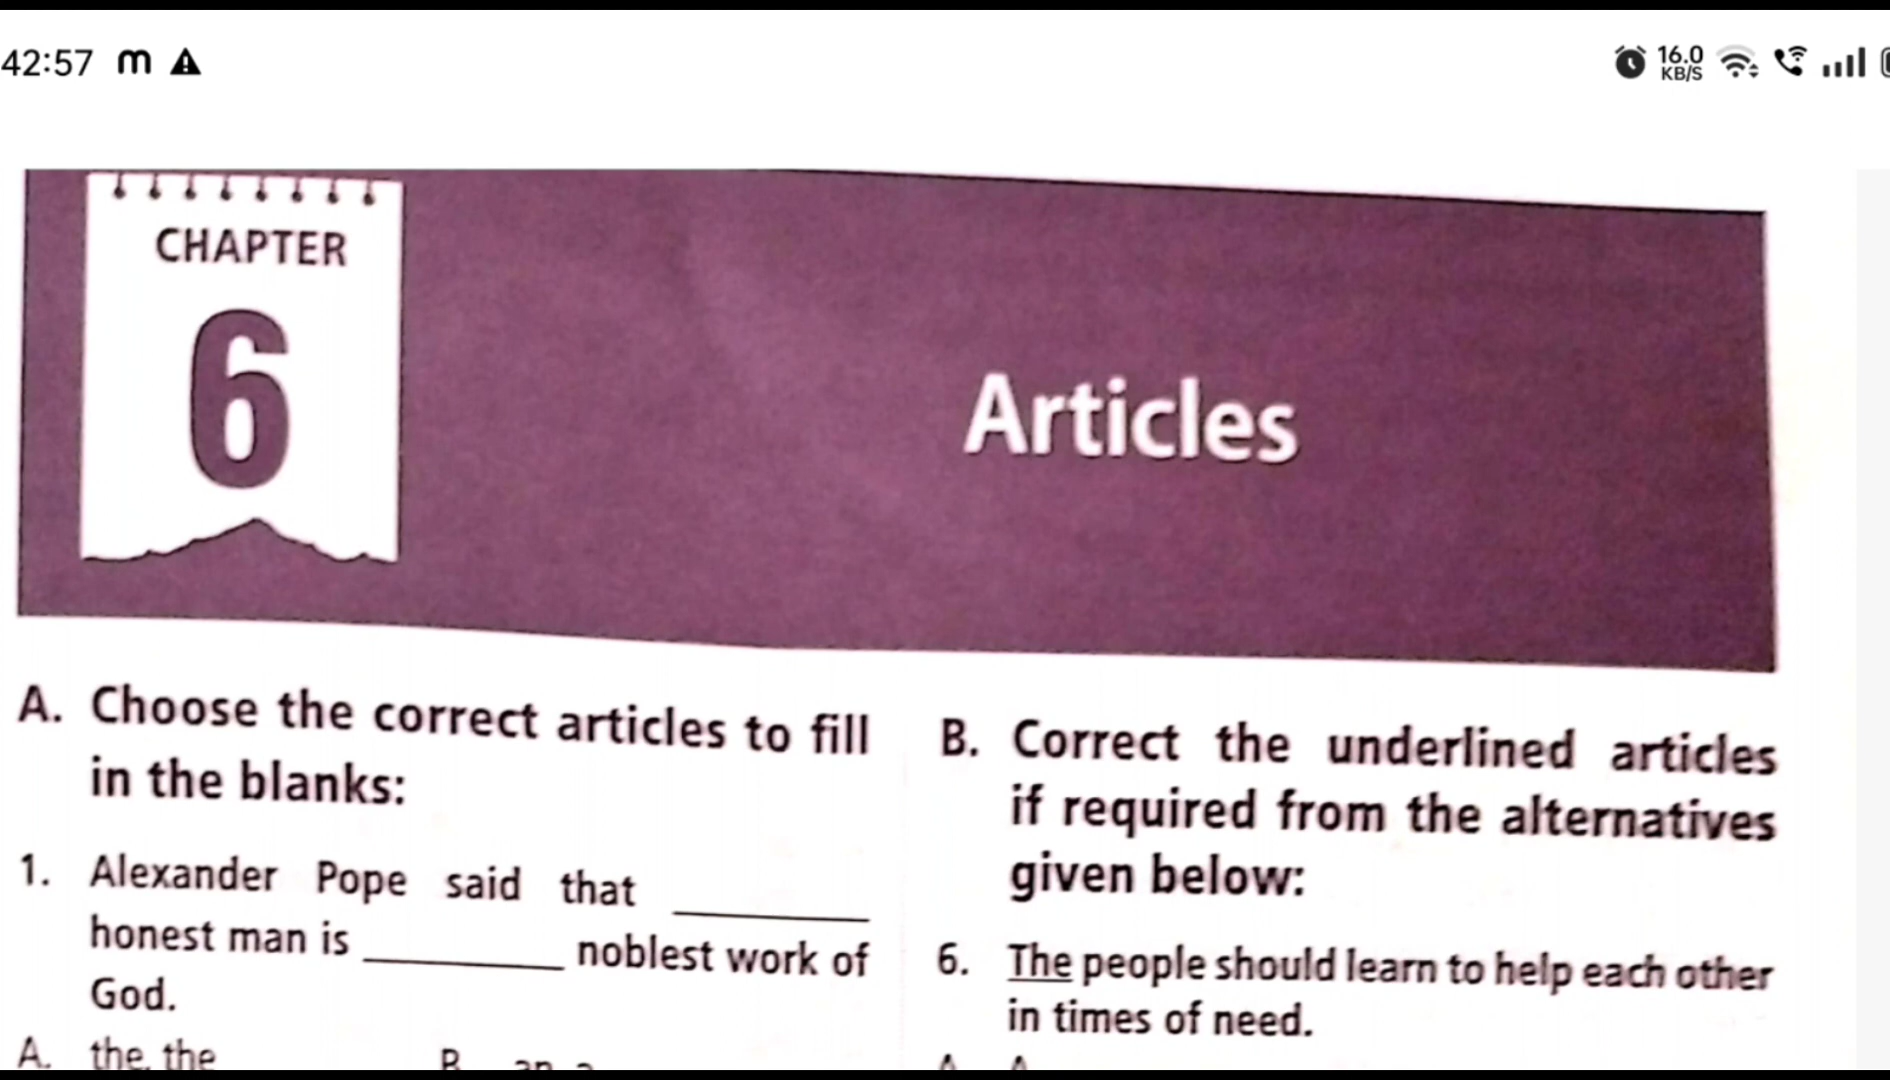 42:57 m
16.0
KB/S
CHAPTER
6
Articles
A. Choose the correct articles to fill
in the blanks:
1. Alexander Pope said that ________
honest man is ________ noblest work of
God.
A. the, the
B. Correct the underlined articles
if required from the alternatives
given below:
6. The people should learn to help each other
in times of need.